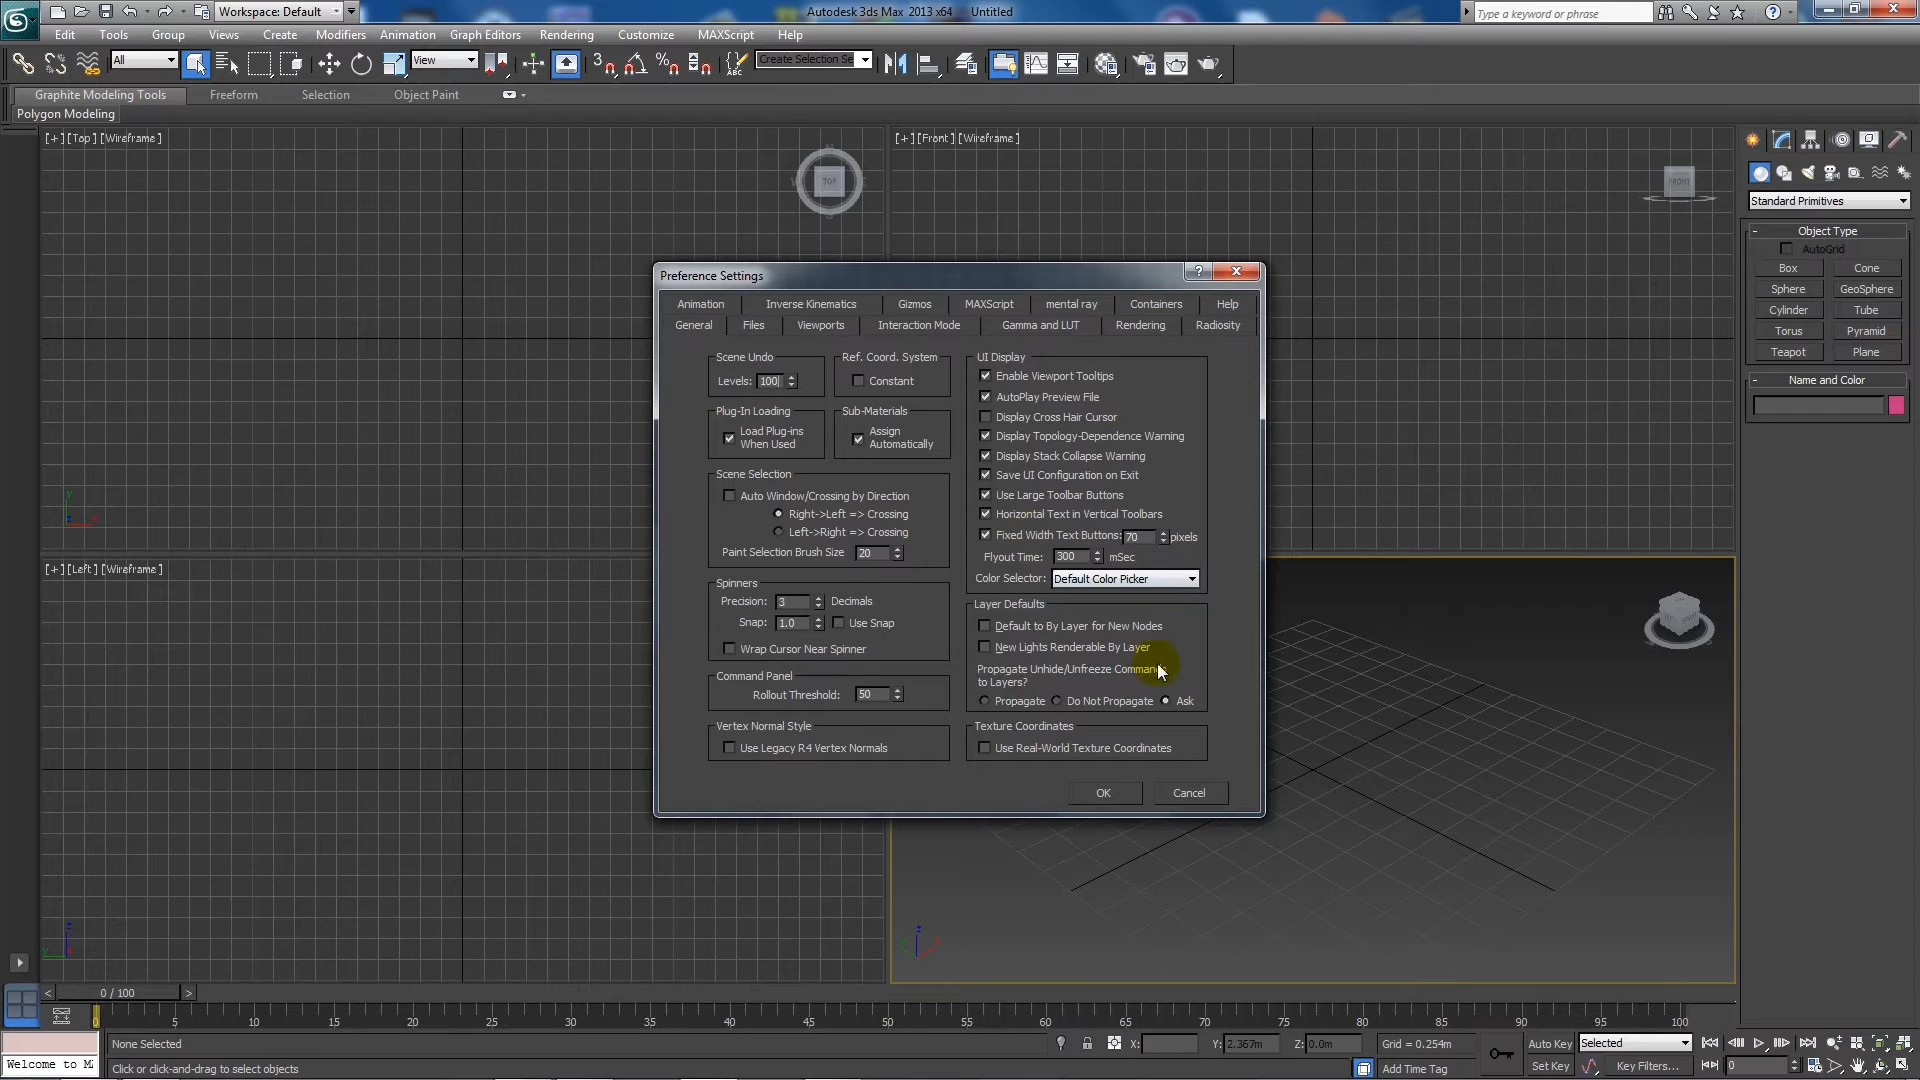 Workspace: Default
Autodesk 3ds Max 2013 x64    Untitled
Type a keyword or phrase
Edit Tools Group Views Create Modifiers Animation Graph Editors Rendering Customize MAXScript Help
All
View
3
ABC
Create Selection Se
Graphite Modeling Tools Freeform Selection Object Paint
Polygon Modeling
[+][Top][Wireframe]
TOP
[+][Front][Wireframe]
FRONT
[+][Left][Wireframe]
Standard Primitives
- Object Type
AutoGrid
Box Cone
Sphere GeoSphere
Cylinder Tube
Torus Pyramid
Teapot Plane
- Name and Color
Preference Settings
Animation Inverse Kinematics Gizmos MAXScript mental ray Containers Help
General Files Viewports Interaction Mode Gamma and LUT Rendering Radiosity
Scene Undo
Levels: 100
Ref. Coord. System
Constant
Plug-In Loading
Load Plug-ins
When Used
Sub-Materials
Assign
Automatically
Scene Selection
Auto Window/Crossing by Direction
Right->Left => Crossing
Left->Right => Crossing
Paint Selection Brush Size 20
Spinners
Precision: 3 Decimals
Snap: 1.0 Use Snap
Wrap Cursor Near Spinner
Command Panel
Rollout Threshold: 50
Vertex Normal Style
Use Legacy R4 Vertex Normals
UI Display
Enable Viewport Tooltips
AutoPlay Preview File
Display Cross Hair Cursor
Display Topology-Dependence Warning
Display Stack Collapse Warning
Save UI Configuration on Exit
Use Large Toolbar Buttons
Horizontal Text in Vertical Toolbars
Fixed Width Text Buttons: 70 pixels
Flyout Time: 300 mSec
Color Selector: Default Color Picker
Layer Defaults
Default to By Layer for New Nodes
New Lights Renderable By Layer
Propagate Unhide/Unfreeze Commands
to Layers?
Propagate Do Not Propagate Ask
Texture Coordinates
Use Real-World Texture Coordinates
OK Cancel
< 0 / 100 >
5 10 15 20 25 30 35 40 45 50 55 60 65 70 75 80 85 90 95 100
None Selected
X: Y: 2.367m Z: 0.0m Grid = 0.254m
Auto Key Selected
Welcome to M
Click or click-and-drag to select objects
Add Time Tag
Set Key Key Filters... 0